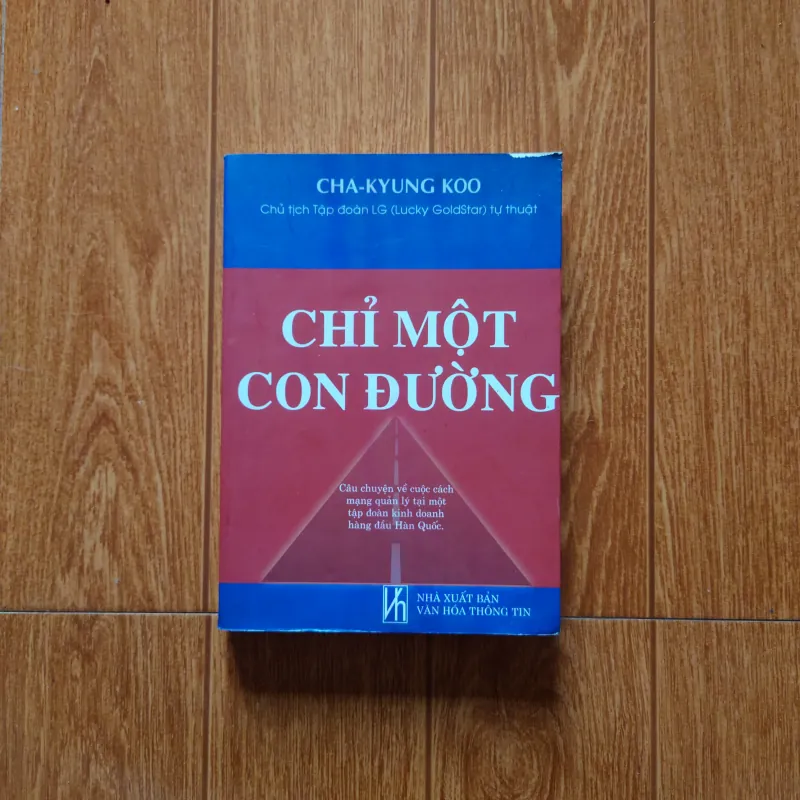 CHA-KYUNG KOO
Chủ tịch Tập đoàn LG (Lucky GoldStar) tự thuật
CHỈ MỘT
CON ĐƯỜNG
Câu chuyện về cuộc cách
mạng quản lý tại một
tập đoàn kinh doanh
hàng đầu Hàn Quốc.
NHÀ XUẤT BẢN
VĂN HÓA THÔNG TIN